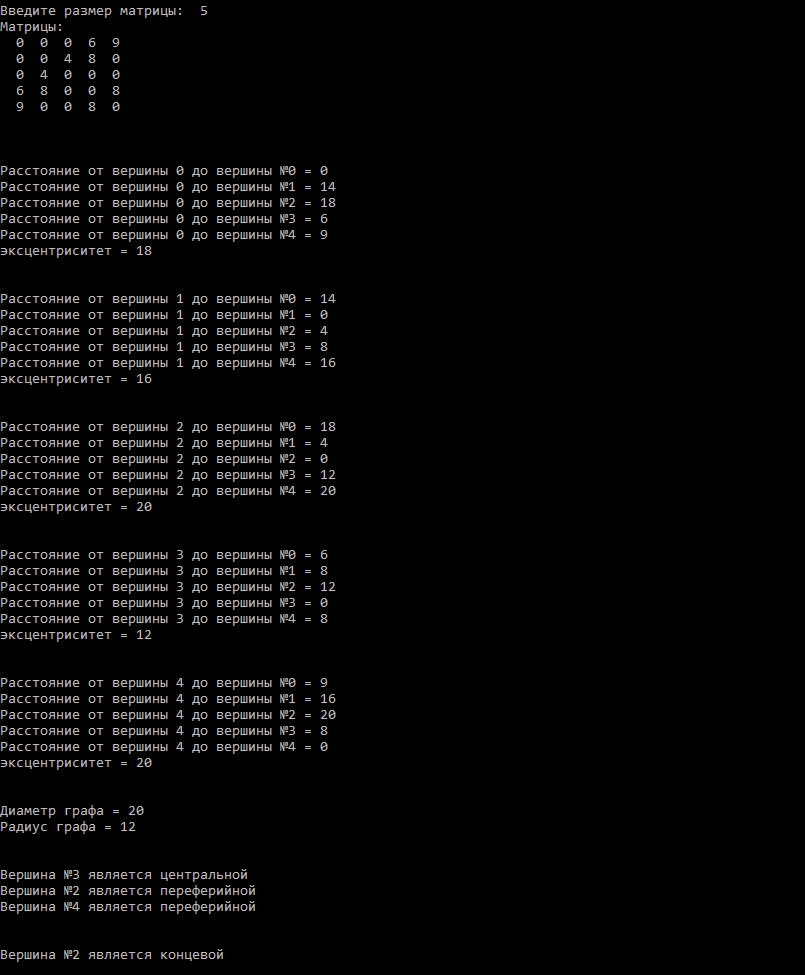 Введите размер матрицы:  5
Матрицы:
  0  0  0  6  9
  0  0  4  8  0
  0  4  0  0  0
  6  8  0  0  8
  9  0  0  8  0
Расстояние от вершины 0 до вершины №0 = 0
Расстояние от вершины 0 до вершины №1 = 14
Расстояние от вершины 0 до вершины №2 = 18
Расстояние от вершины 0 до вершины №3 = 6
Расстояние от вершины 0 до вершины №4 = 9
эксцентриситет = 18
Расстояние от вершины 1 до вершины №0 = 14
Расстояние от вершины 1 до вершины №1 = 0
Расстояние от вершины 1 до вершины №2 = 4
Расстояние от вершины 1 до вершины №3 = 8
Расстояние от вершины 1 до вершины №4 = 16
эксцентриситет = 16
Расстояние от вершины 2 до вершины №0 = 18
Расстояние от вершины 2 до вершины №1 = 4
Расстояние от вершины 2 до вершины №2 = 0
Расстояние от вершины 2 до вершины №3 = 12
Расстояние от вершины 2 до вершины №4 = 20
эксцентриситет = 20
Расстояние от вершины 3 до вершины №0 = 6
Расстояние от вершины 3 до вершины №1 = 8
Расстояние от вершины 3 до вершины №2 = 12
Расстояние от вершины 3 до вершины №3 = 0
Расстояние от вершины 3 до вершины №4 = 8
эксцентриситет = 12
Расстояние от вершины 4 до вершины №0 = 9
Расстояние от вершины 4 до вершины №1 = 16
Расстояние от вершины 4 до вершины №2 = 20
Расстояние от вершины 4 до вершины №3 = 8
Расстояние от вершины 4 до вершины №4 = 0
эксцентриситет = 20
Диаметр графа = 20
Радиус графа = 12
Вершина №3 является центральной
Вершина №2 является переферийной
Вершина №4 является переферийной
Вершина №2 является концевой